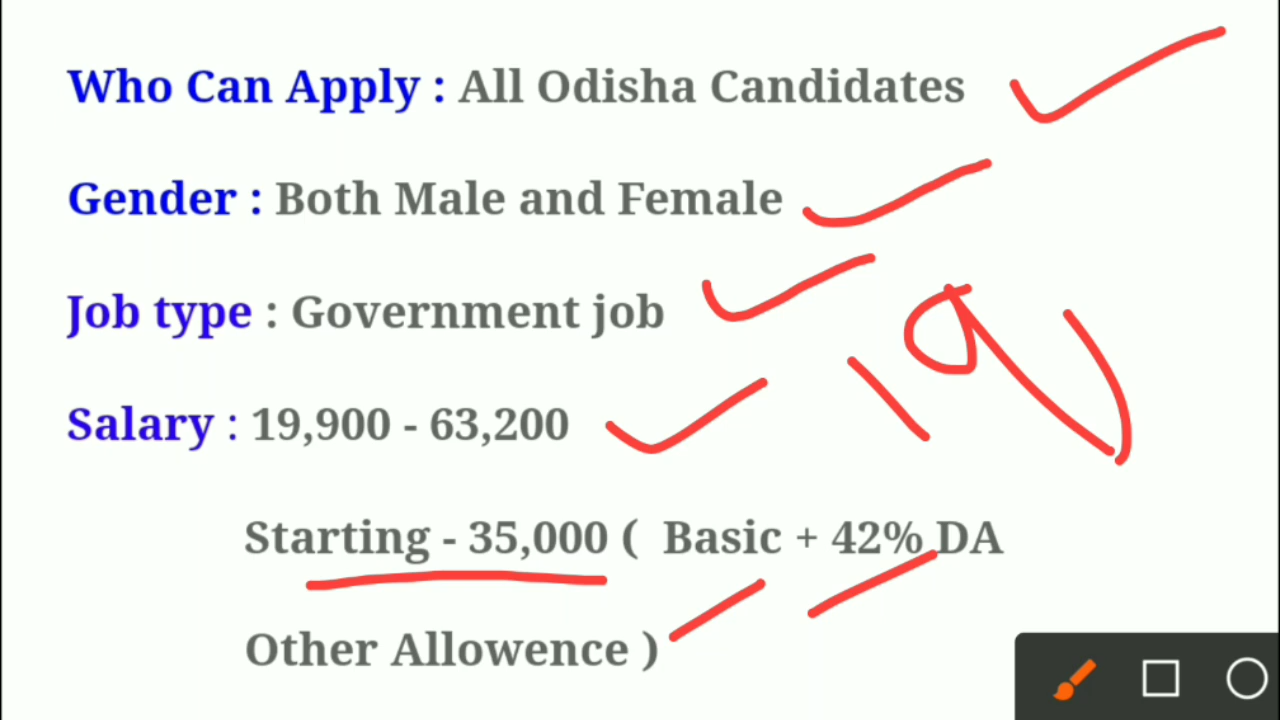 Who Can Apply : All Odisha Candidates
Gender : Both Male and Female
Job type : Government job
Salary : 19,900 - 63,200
Starting - 35,000 ( Basic + 42% DA
Other Allowence )